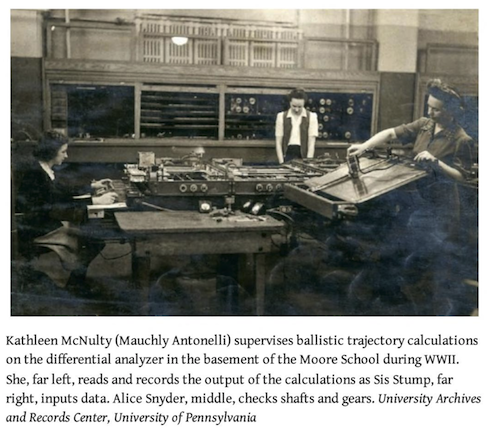 Kathleen McNulty (Mauchly Antonelli) supervises ballistic trajectory calculations
on the differential analyzer in the basement of the Moore School during WWII.
She, far left, reads and records the output of the calculations as Sis Stump, far
right, inputs data. Alice Snyder, middle, checks shafts and gears. University Archives
and Records Center, University of Pennsylvania